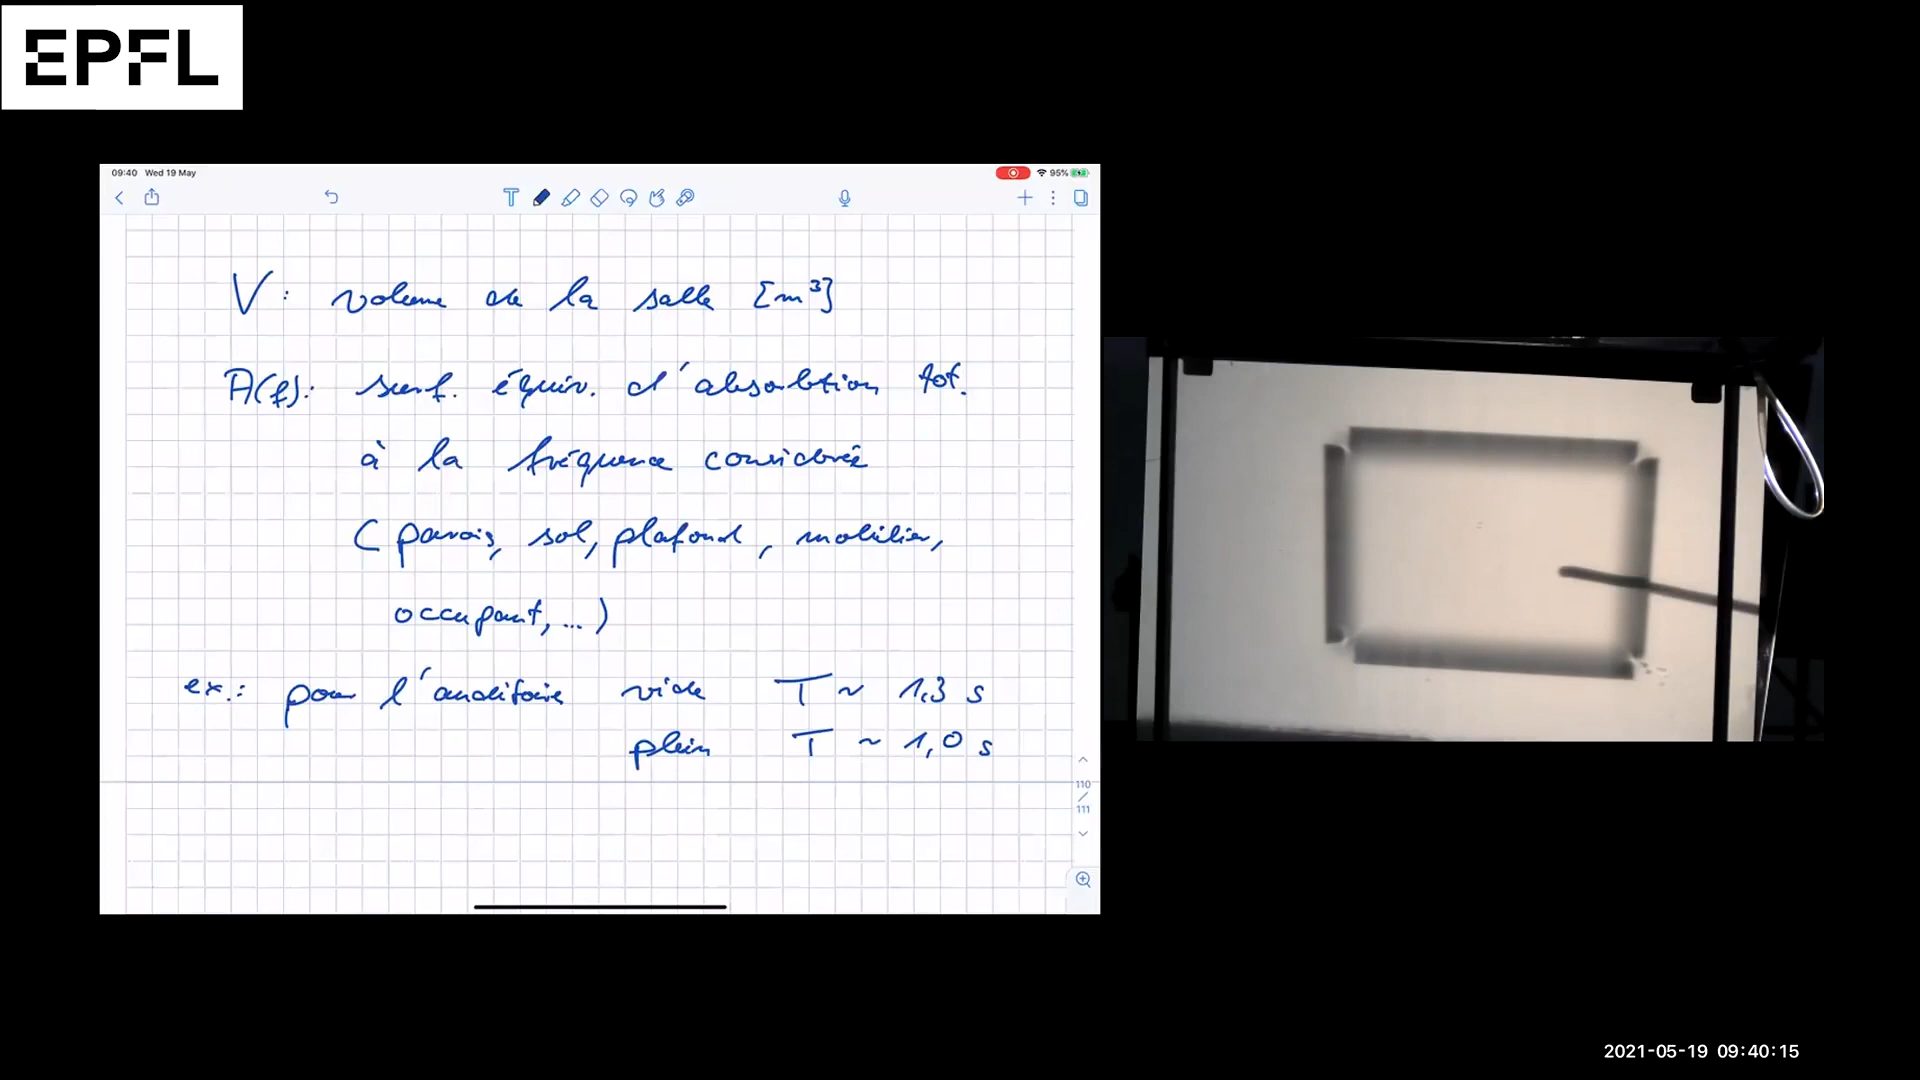 EPFL
09:40 Wed 19 May
95%
V: volume de la salle [m³]
A(f): surf. équiv. d'absorbtion tot.
à la fréquence considérée
(parois, sol, plafond, mobilier,
occupant, ...)
ex.: pour l'auditoire vide T ~ 1,3 s
plein T ~ 1,0 s
110
/
111
2021-05-19 09:40:15